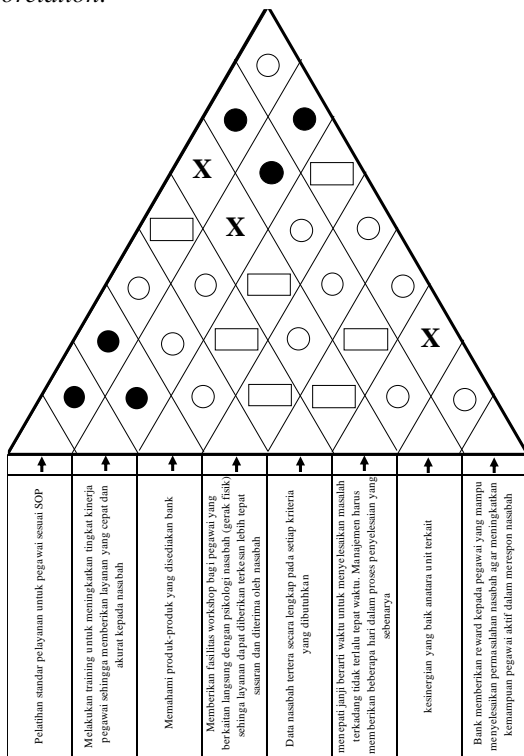 orelation.
X
X
X
Pelatihan standar pelayanan untuk pegawai sesuai SOP
Melakukan training untuk meningkatkan tingkat kinerja
pegawai sehingga memberikan layanan yang cepat dan
akurat kepada nasabah
Memahami produk-produk yang disediakan bank
Memberikan fasilitas workshop bagi pegawai yang
berkaitan langsung dengan psikologi nasabah (gerak fisik)
sehinga layanan dapat diberikan terkesan lebih tepat
sasaran dan diterima oleh nasabah
Data nasabah tertera secara lengkap pada setiap kriteria
yang dibutuhkan
menepati janji berarti waktu untuk menyelesaikan masalah
terkadang tidak terlalu tepat waktu. Manajemen harus
memberikan beberapa hari dalam proses penyelesaian yang
sebenarya
kesinergian yang baik anatara unit terkait
Bank memberikan reward kepada pegawai yang mampu
menyelesaikan permasalahan nasabah agar meningkatkan
kemampuan pegawai aktif dalam merespon nasabah